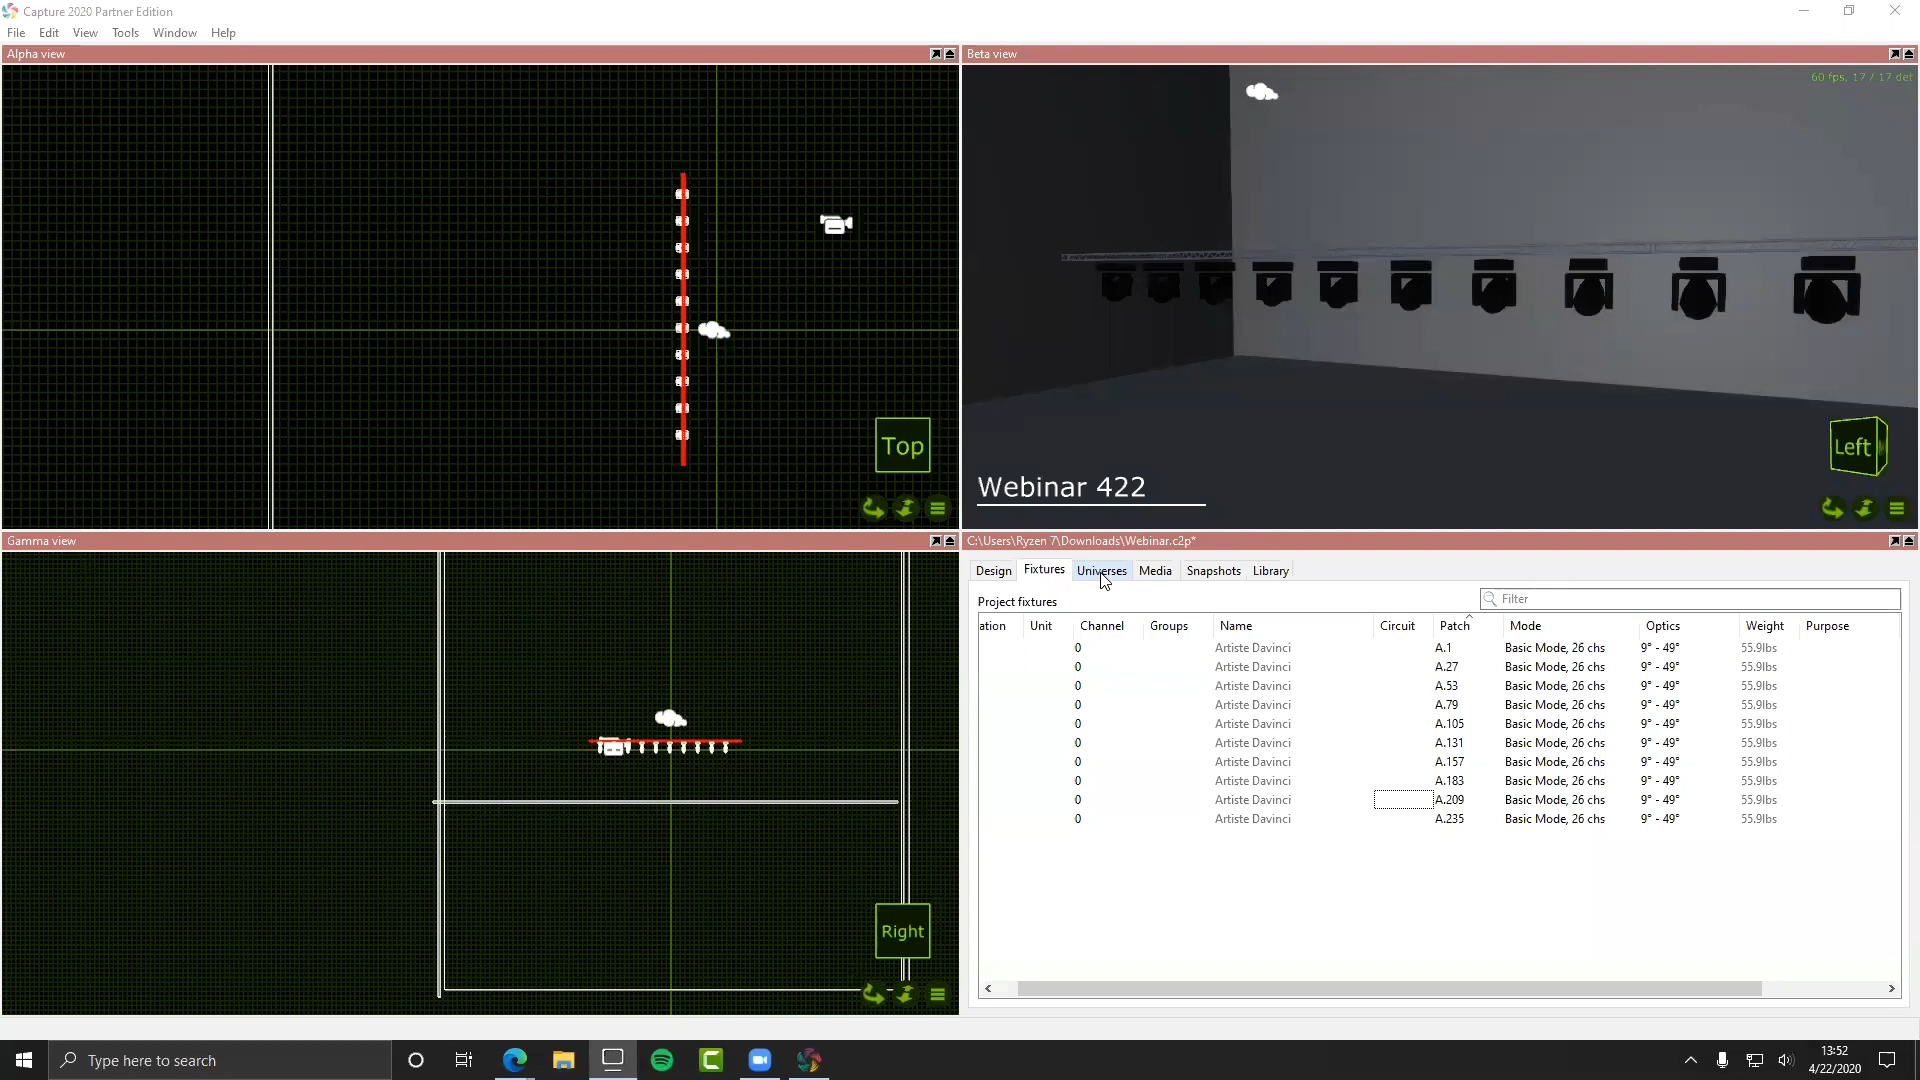 Capture 2020 Partner Edition
File Edit View Tools Window Help
Alpha view
Top
Beta view
60 fps, 17 / 17 det
Left
Webinar 422
Gamma view
Right
C:\Users\Ryzen 7\Downloads\Webinar.c2p*
Design Fixtures Universes Media Snapshots Library
Project fixtures
Filter
ation Unit Channel Groups Name Circuit Patch Mode Optics Weight Purpose
0 Artiste Davinci A.1 Basic Mode, 26 chs 9° - 49° 55.9lbs
0 Artiste Davinci A.27 Basic Mode, 26 chs 9° - 49° 55.9lbs
0 Artiste Davinci A.53 Basic Mode, 26 chs 9° - 49° 55.9lbs
0 Artiste Davinci A.79 Basic Mode, 26 chs 9° - 49° 55.9lbs
0 Artiste Davinci A.105 Basic Mode, 26 chs 9° - 49° 55.9lbs
0 Artiste Davinci A.131 Basic Mode, 26 chs 9° - 49° 55.9lbs
0 Artiste Davinci A.157 Basic Mode, 26 chs 9° - 49° 55.9lbs
0 Artiste Davinci A.183 Basic Mode, 26 chs 9° - 49° 55.9lbs
0 Artiste Davinci A.209 Basic Mode, 26 chs 9° - 49° 55.9lbs
0 Artiste Davinci A.235 Basic Mode, 26 chs 9° - 49° 55.9lbs
Type here to search
13:52
4/22/2020